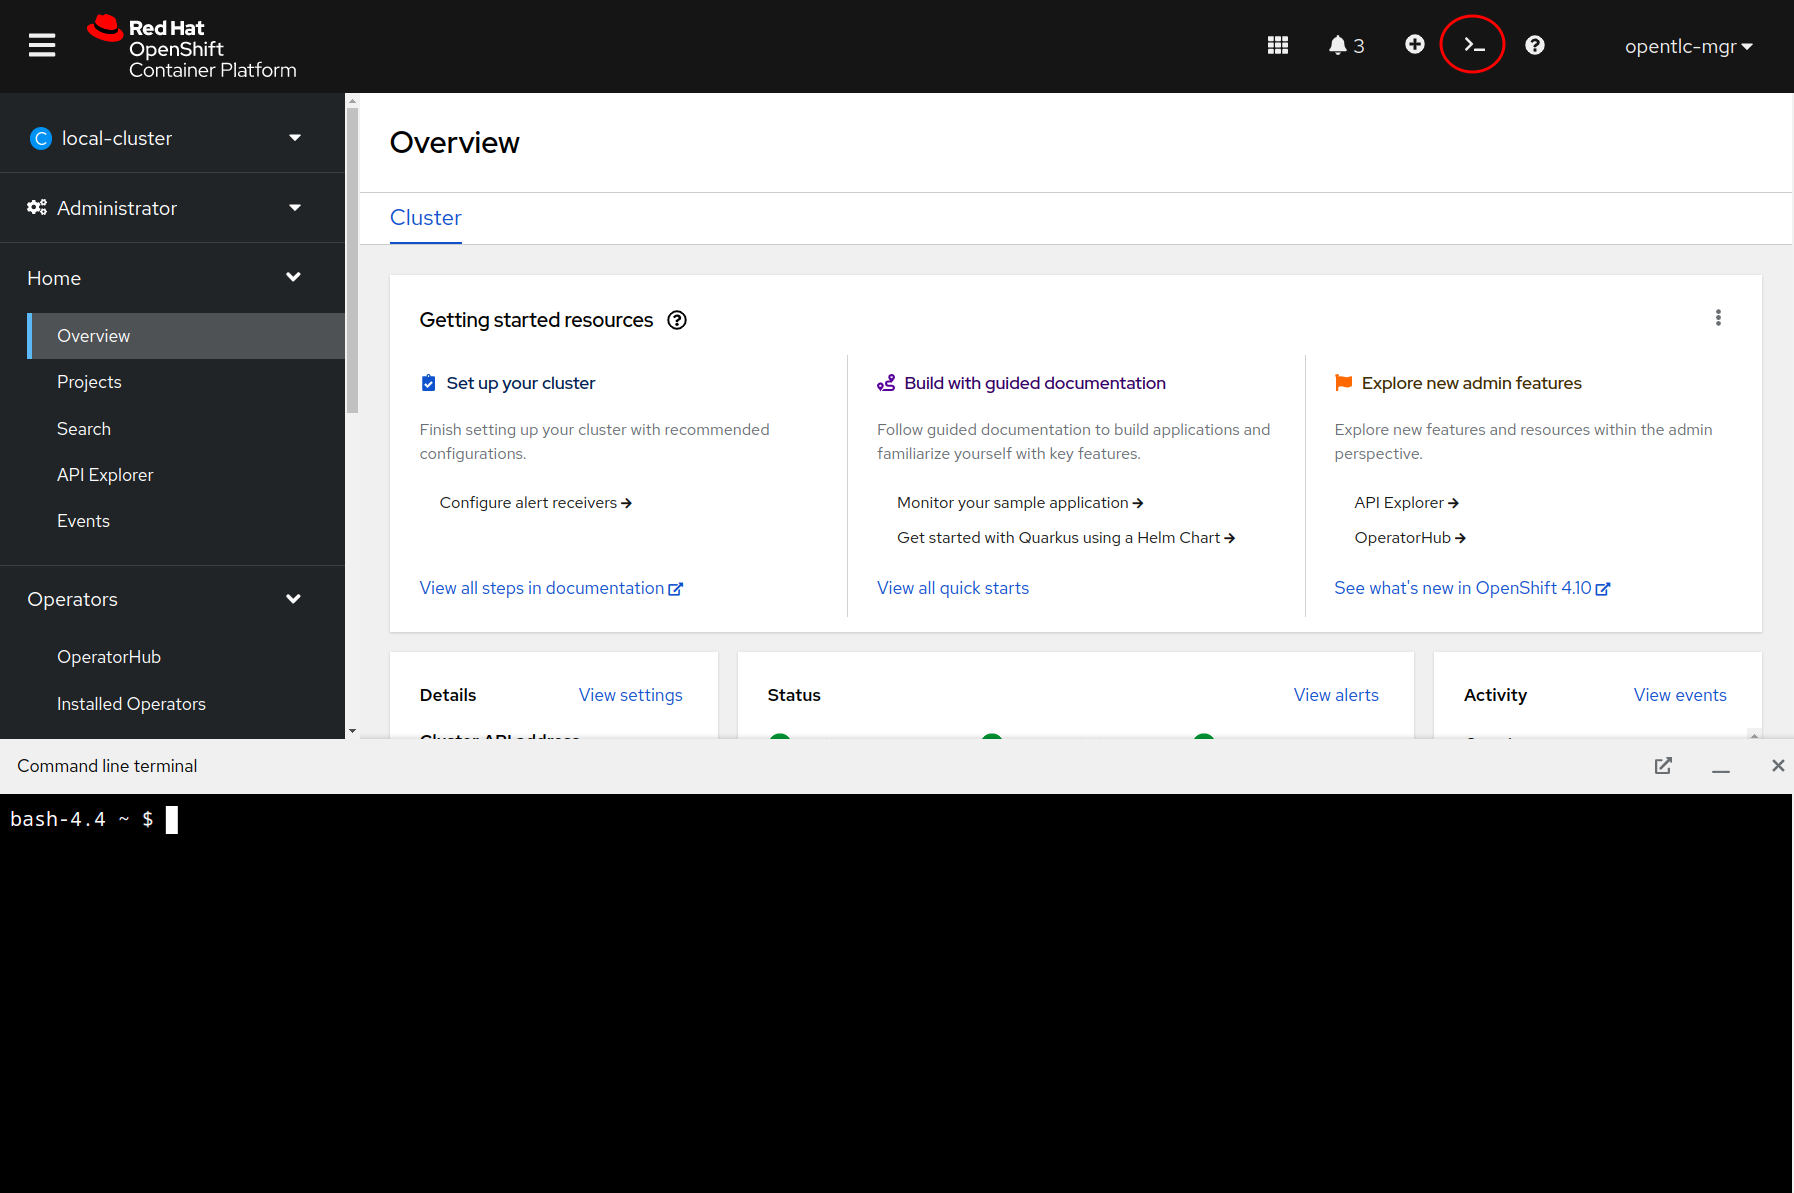 Red Hat
OpenShift
Container Platform
3
opentlc-mgr
C local-cluster
Administrator
Home
Overview
Projects
Search
API Explorer
Events
Operators
OperatorHub
Installed Operators
Overview
Cluster
Getting started resources
Set up your cluster
Finish setting up your cluster with recommended
configurations.
Configure alert receivers
View all steps in documentation
Build with guided documentation
Follow guided documentation to build applications and
familiarize yourself with key features.
Monitor your sample application
Get started with Quarkus using a Helm Chart
View all quick starts
Explore new admin features
Explore new features and resources within the admin
perspective.
API Explorer
OperatorHub
See what's new in OpenShift 4.10
Details
View settings
Cluster API address
Status
View alerts
Activity
View events
Command line terminal
bash-4.4 ~ $